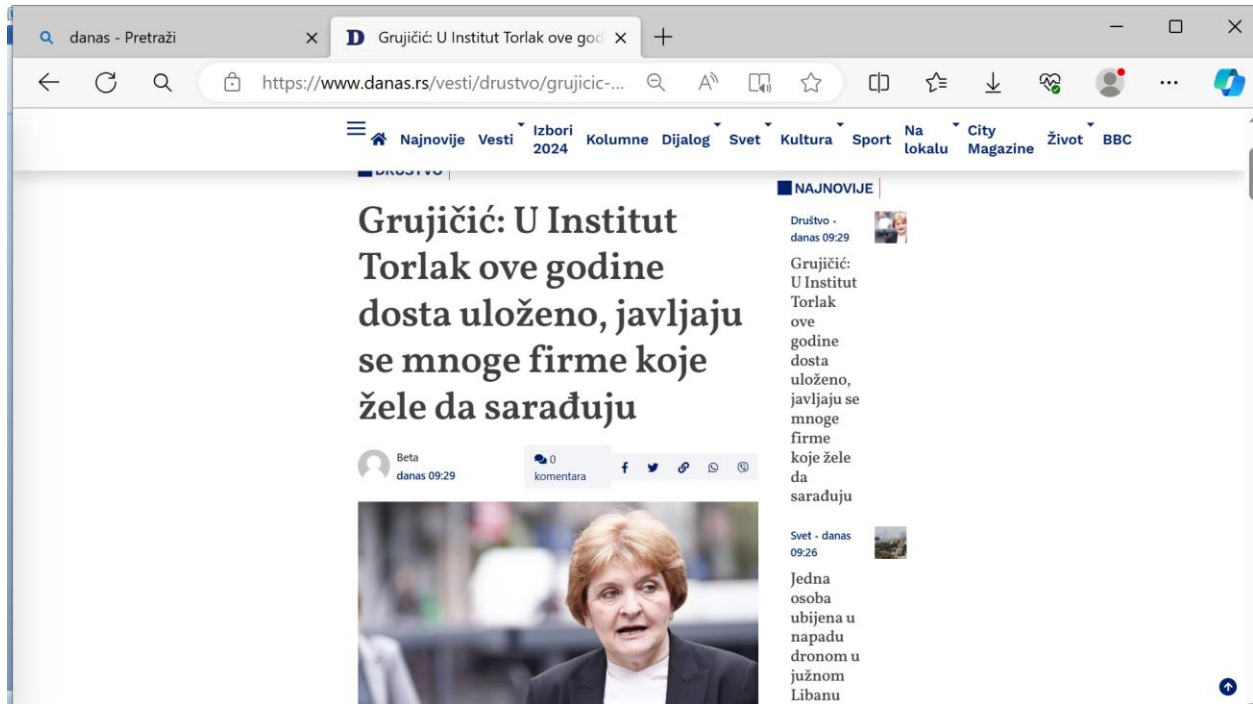 danas - Pretraži
Grujičić: U Institut Torlak ove god
https://www.danas.rs/vesti/drustvo/grujicic-...
Najnovije Vesti Izbori 2024 Kolumne Dijalog Svet Kultura Sport Na lokalu City Magazine Život BBC
DRUŠTVO
Grujičić: U Institut
Torlak ove godine
dosta uloženo, javljaju
se mnoge firme koje
žele da sarađuju
Beta
danas 09:29
0
komentara
NAJNOVIJE
Društvo -
danas 09:29
Grujičić:
U Institut
Torlak
ove
godine
dosta
uloženo,
javljaju se
mnoge
firme
koje žele
da
sarađuju
Svet - danas
09:26
Jedna
osoba
ubijena u
napadu
dronom u
južnom
Libanu